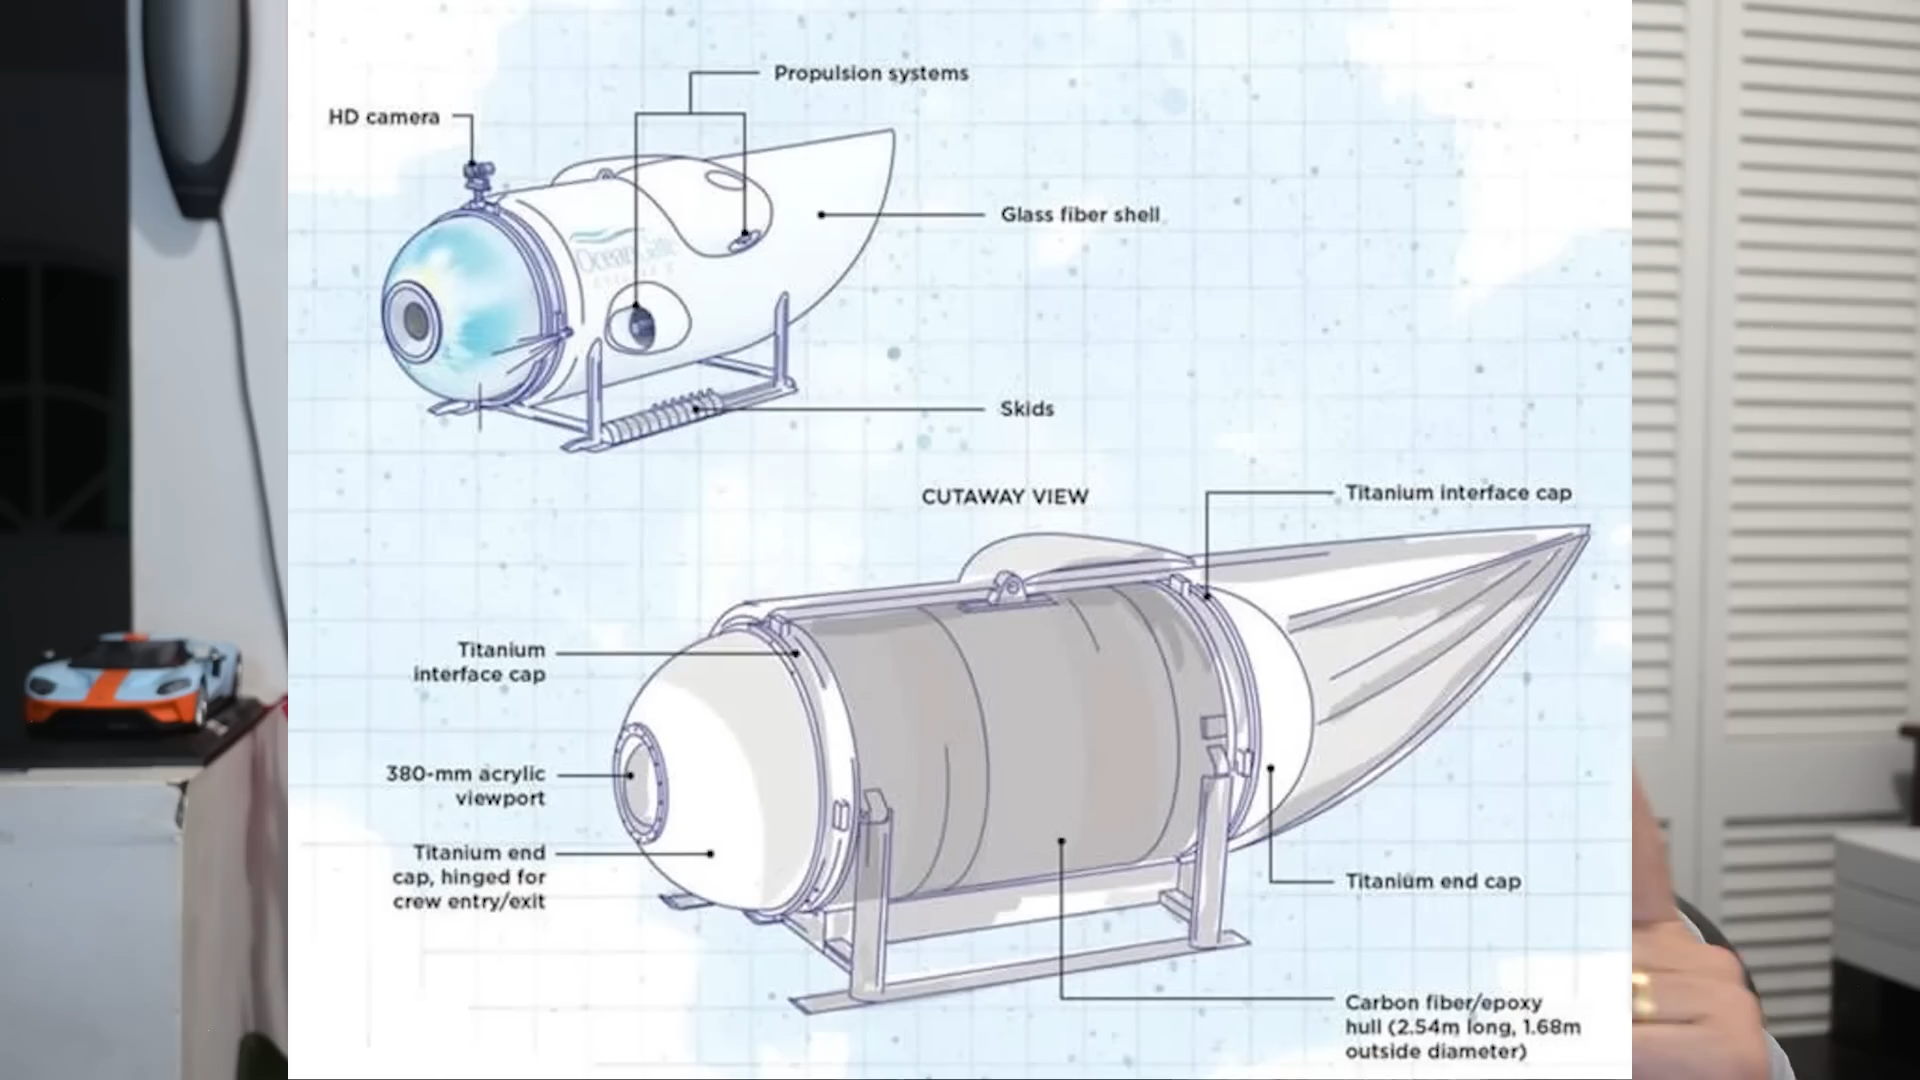 Propulsion systems
HD camera
Glass fiber shell
OceanGate
Skids
CUTAWAY VIEW
Titanium interface cap
Titanium
interface cap
380-mm acrylic
viewport
Titanium end
cap, hinged for
crew entry/exit
Titanium end cap
Carbon fiber/epoxy
hull (2.54m long, 1.68m
outside diameter)